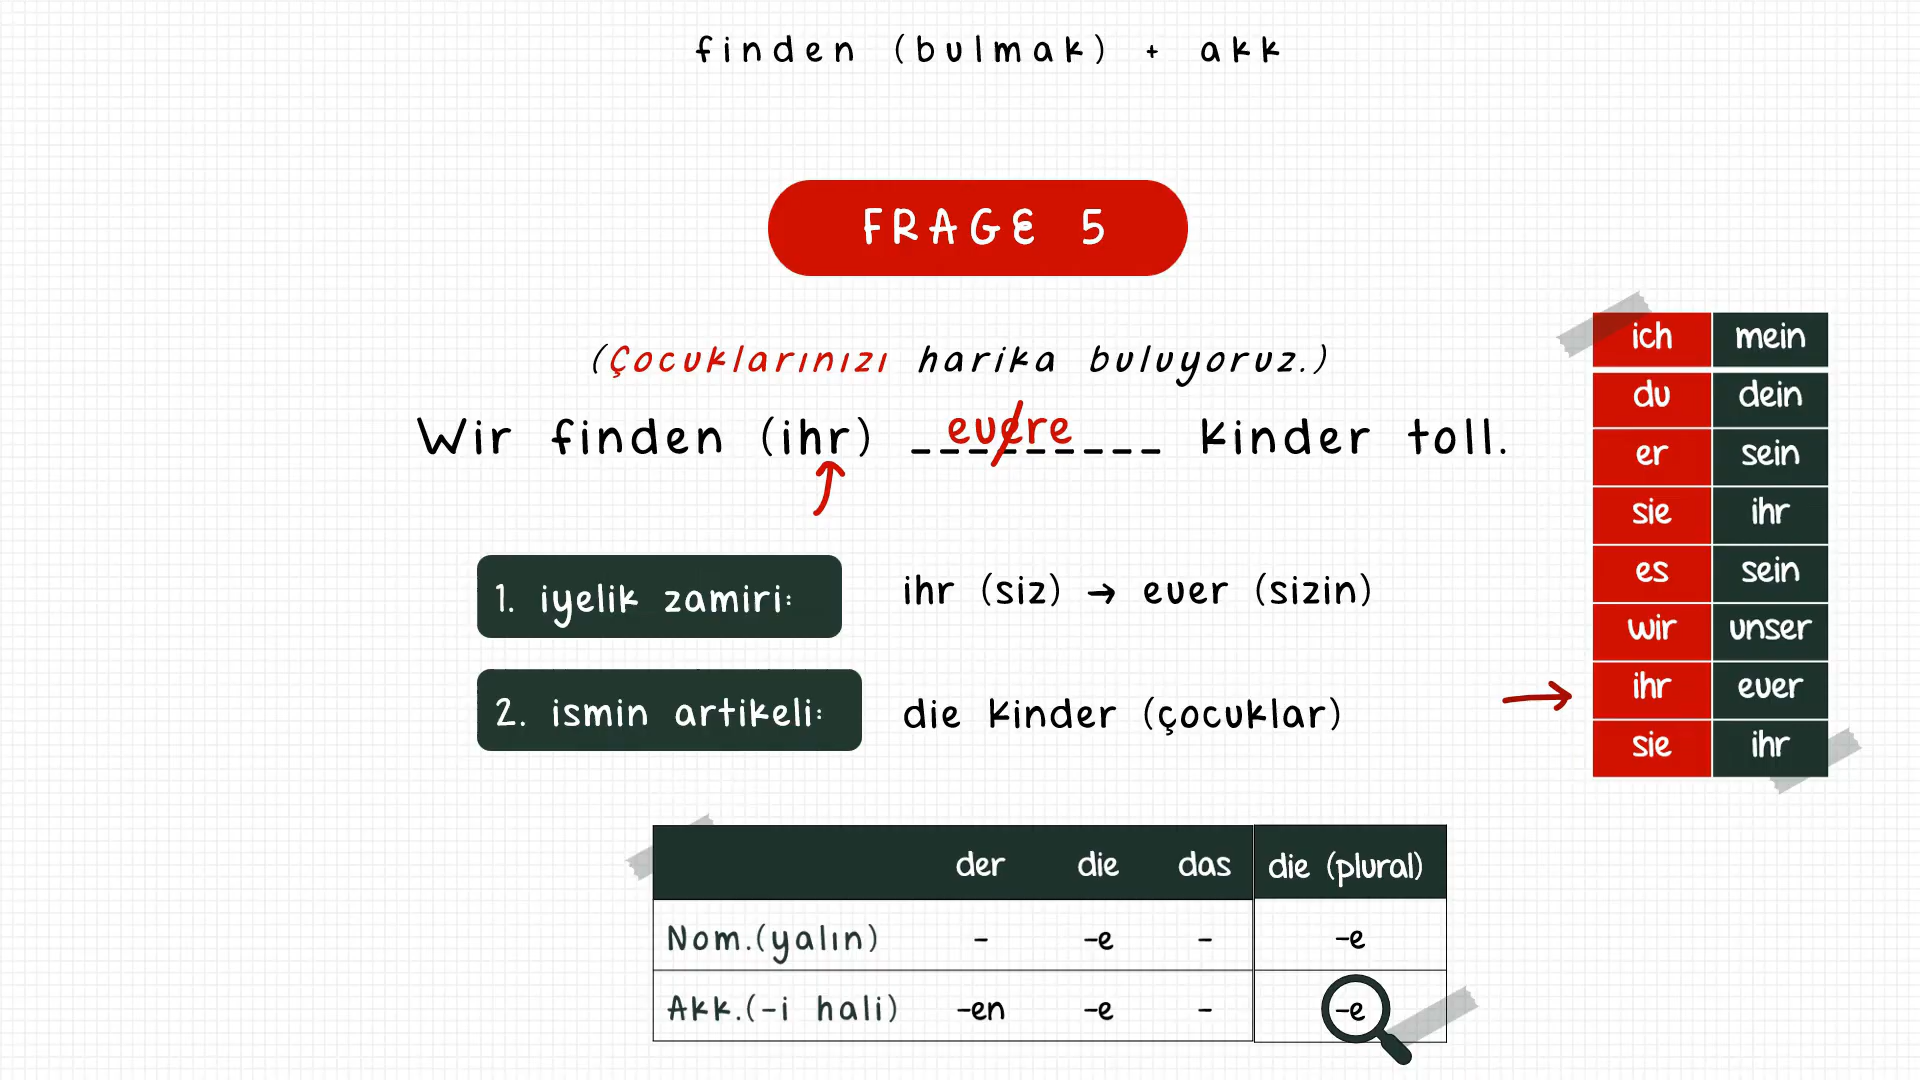 finden (bulmak) + akk
FRAGE 5
(Çocuklarınızı harika buluyoruz.)
Wir finden (ihr) euere Kinder toll.
1. iyelik zamiri: ihr (siz) → euer (sizin)
2. ismin artikeli: die Kinder (çocuklar)
ich mein
du dein
er sein
sie ihr
es sein
wir unser
ihr euer
sie ihr
der die das die (plural)
Nom.(yalın) - -e - -e
Akk.(-i hali) -en -e - -e